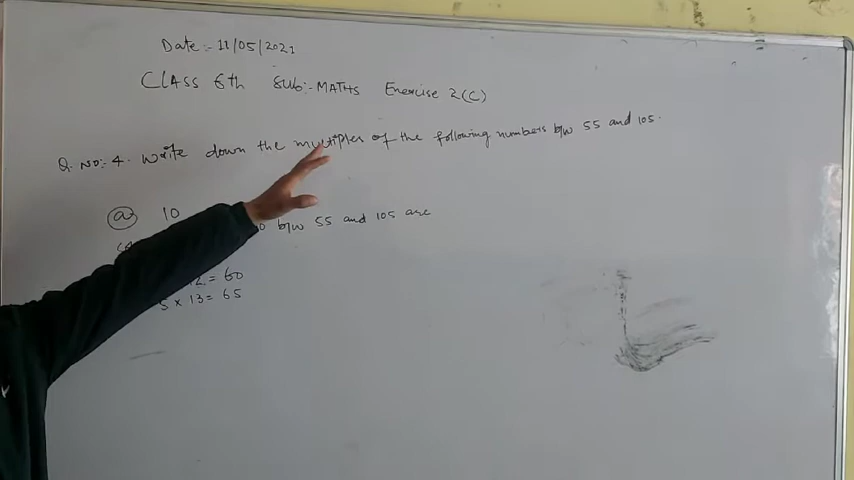 Date:- 11/05/2021
CLASS 6th Sub:- MATHS Exercise 2(C)
Q. No:- 4. Write down the multiples of the following numbers b/w 55 and 105.
(a) 10
b/w 55 and 105 are
12 = 60
5 × 13 = 65